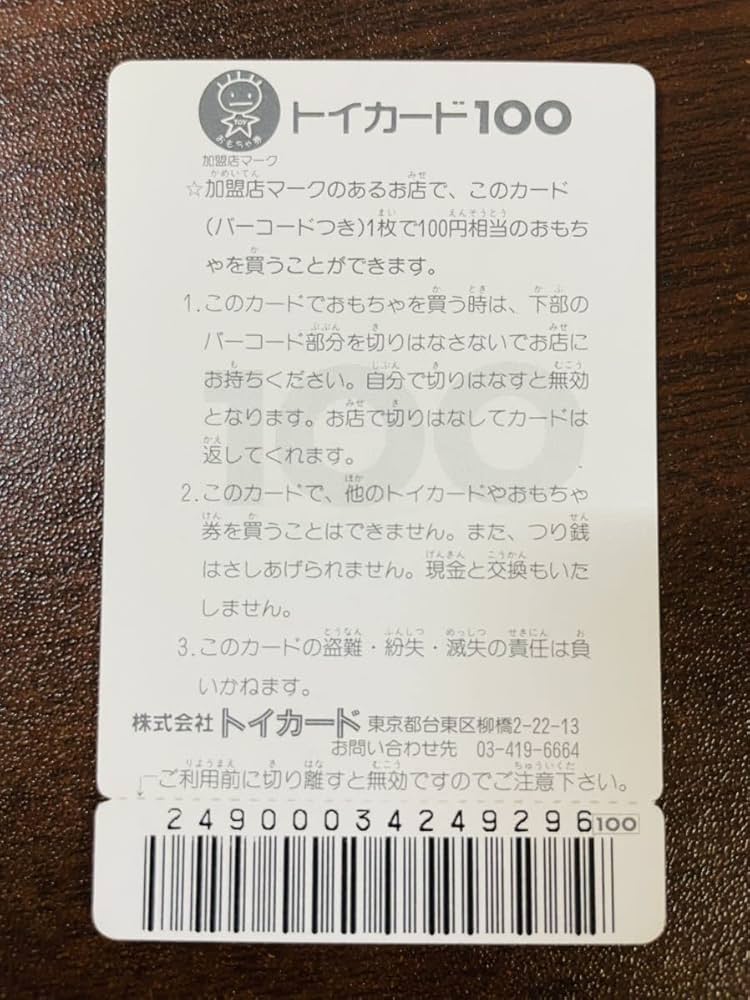 TOY
おもちゃ券
トイカード100
加盟店マーク
☆加盟店マークのあるお店で、このカード
(バーコードつき)1枚で100円相当のおもち
ゃを買うことができます。
1.このカードでおもちゃを買う時は、下部の
バーコード部分を切りはなさないでお店に
お持ちください。自分で切りはなすと無効
となります。お店で切りはなしてカードは
返してくれます。
2.このカードで、他のトイカードやおもちゃ
券を買うことはできません。また、つり銭
はさしあげられません。現金と交換もいた
しません。
3.このカードの盗難・紛失・滅失の責任は負
いかねます。
株式会社 トイカード 東京都台東区柳橋2-22-13
お問い合わせ先 03-419-6664
ご利用前に切り離すと無効ですのでご注意下さい。
2490003424929６100